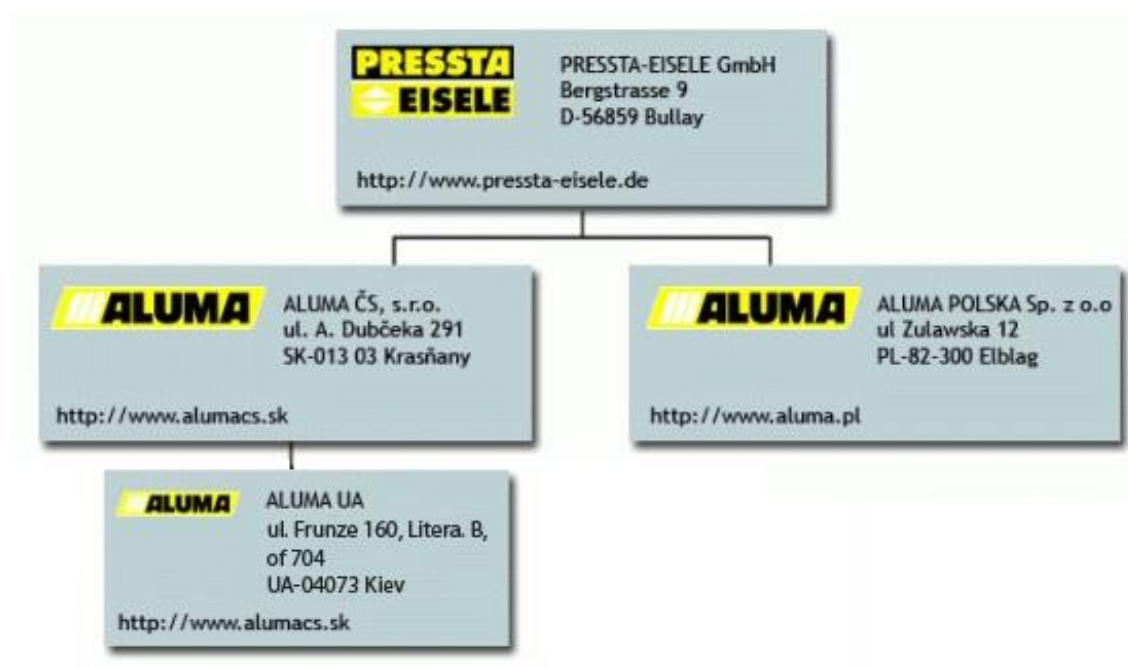 PRESSTA
EISELE
PRESSTA-EISELE GmbH
Bergstrasse 9
D-56859 Bullay
http://www.pressta-eisele.de
ALUMA
ALUMA ČS, s.r.o.
ul. A. Dubčeka 291
SK-013 03 Krasñany
http://www.alumacs.sk
ALUMA
ALUMA POLSKA Sp. z o.o
ul Zulawska 12
PL-82-300 Elblag
http://www.aluma.pl
ALUMA
ALUMA UA
ul. Frunze 160, Litera. B,
of 704
UA-04073 Kiev
http://www.alumacs.sk